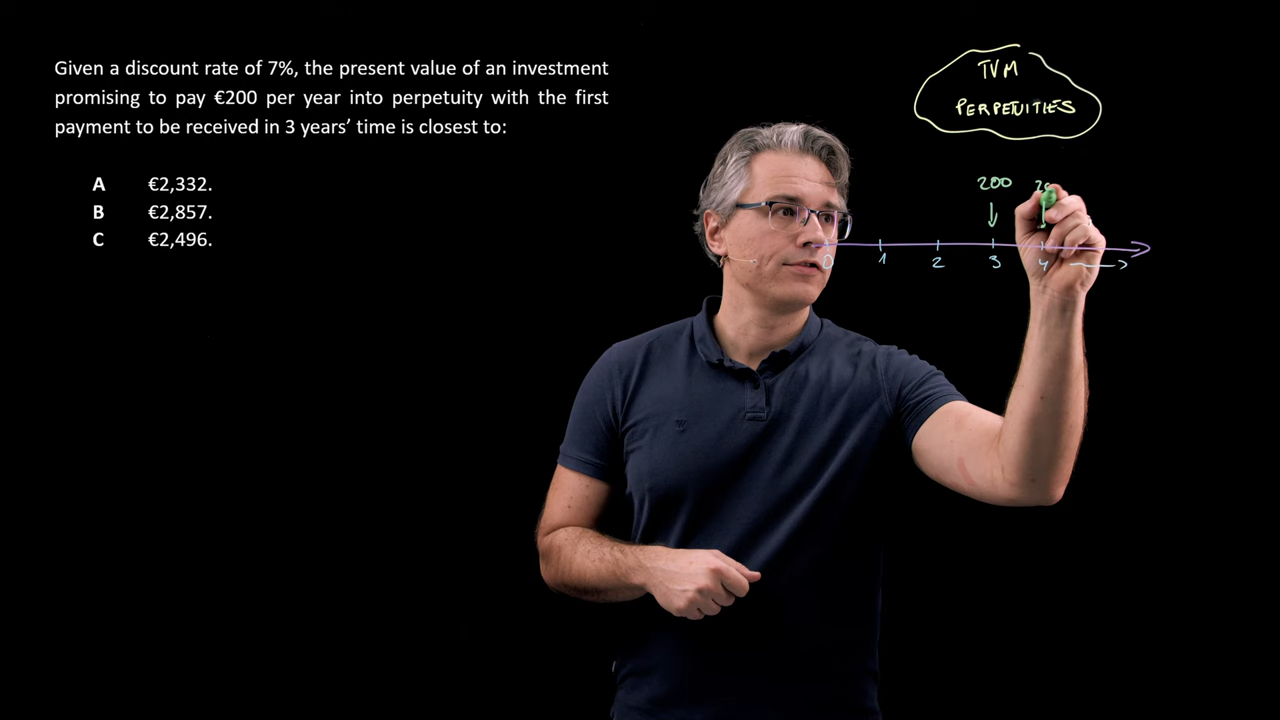 Given a discount rate of 7%, the present value of an investment
promising to pay €200 per year into perpetuity with the first
payment to be received in 3 years’ time is closest to:
A €2,332.
B €2,857.
C €2,496.
TVM
PERPENITIES
200
0 1 2 3 4